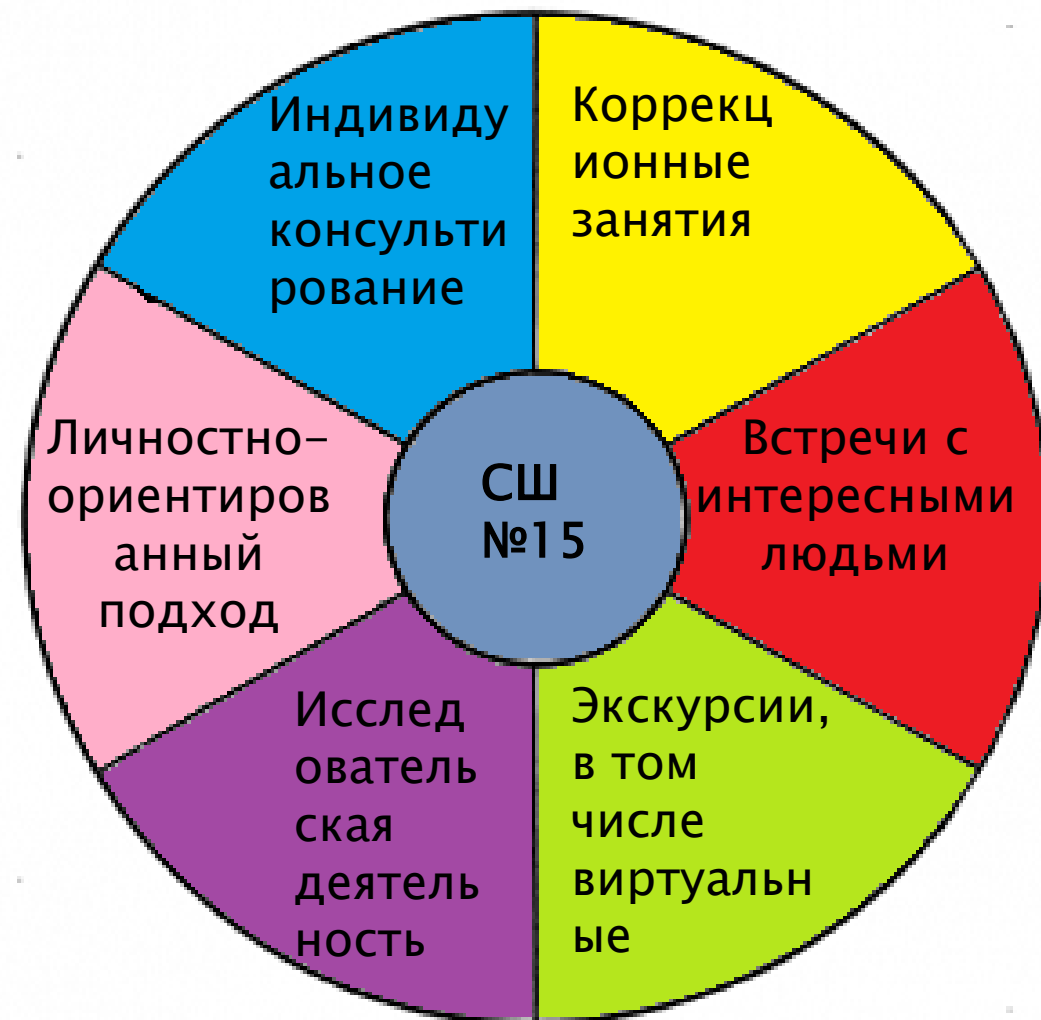 Индивиду
альное
консульти
рование
Коррекц
ионные
занятия
Личностно-
ориентиров
анный
подход
СШ
№15
Встречи с
интересными
людьми
Исслед
ователь
ская
деятель
ность
Экскурсии,
в том
числе
виртуальн
ые